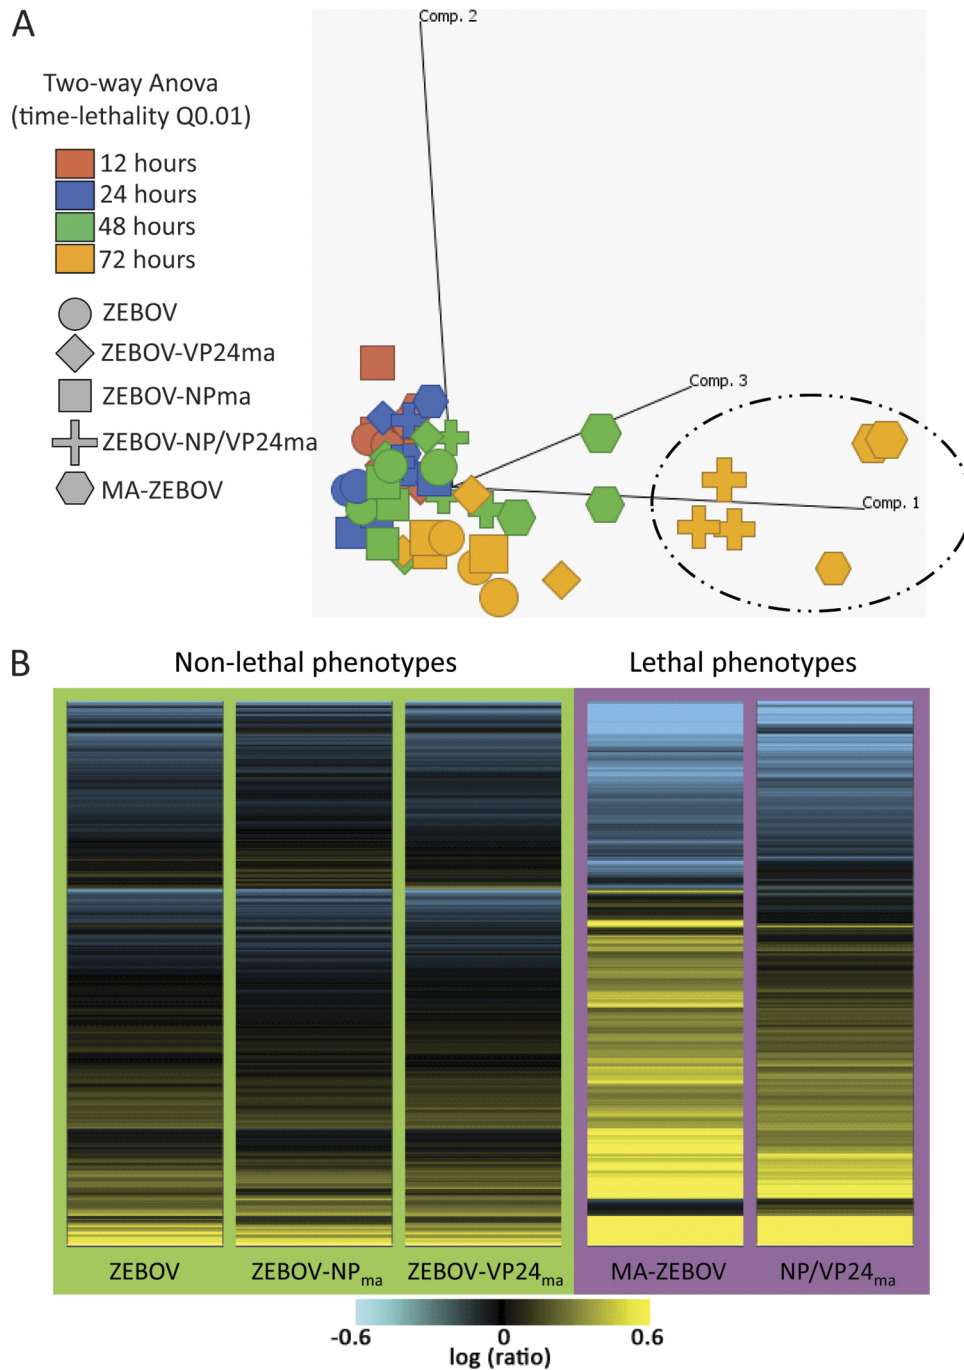 A
Comp. 2
Two-way Anova
(time-lethality Q0.01)
12 hours
24 hours
48 hours
72 hours
ZEBOV
ZEBOV-VP24ma
ZEBOV-NPma
ZEBOV-NP/VP24ma
MA-ZEBOV
Comp. 3
Comp. 1
B
Non-lethal phenotypes
Lethal phenotypes
ZEBOV
ZEBOV-NPma
ZEBOV-VP24ma
MA-ZEBOV
NP/VP24ma
-0.6 0 0.6
log (ratio)